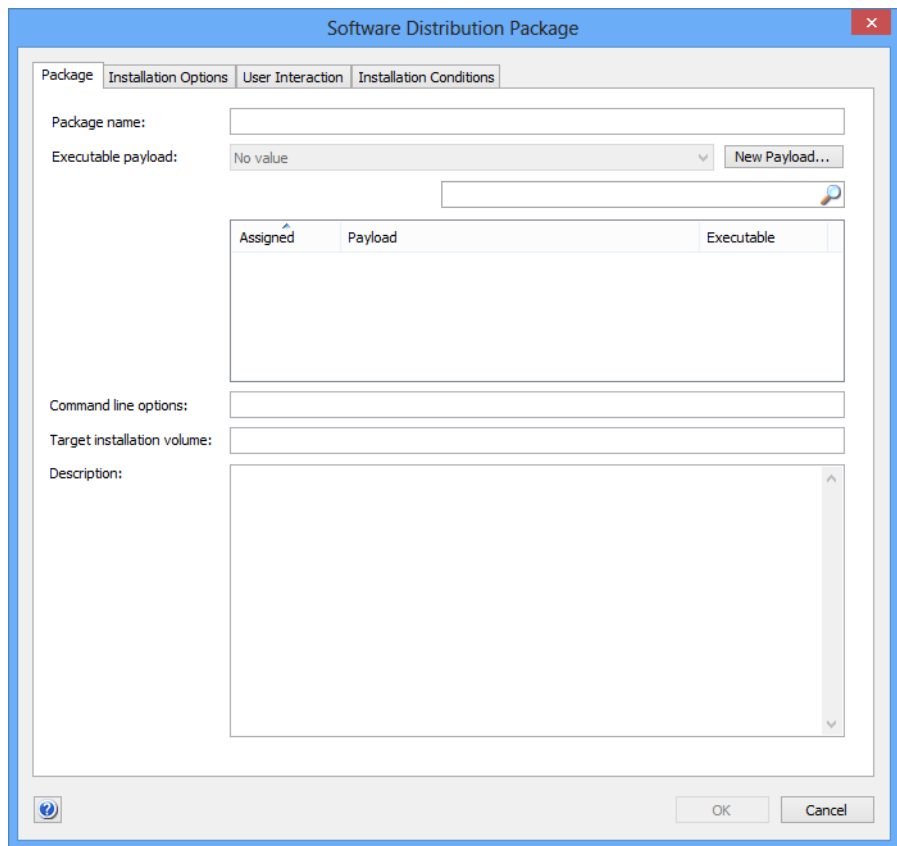 Software Distribution Package
Package Installation Options User Interaction Installation Conditions
Package name:
Executable payload: No value New Payload...
Assigned Payload Executable
Command line options:
Target installation volume:
Description:
OK Cancel